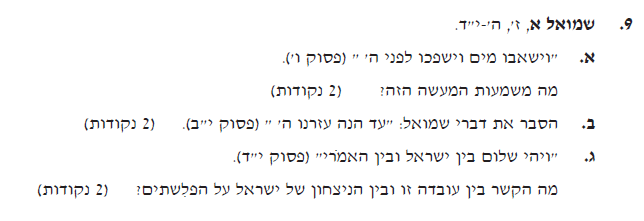 9. שמואל א, ז', ה'-י"ד.
א. "וישאבו מים וישפכו לפני ה' " (פסוק ו').
מה משמעות המעשה הזה? (2 נקודות)
ב. הסבר את דברי שמואל: "עד הנה עזרנו ה' " (פסוק י"ב). (2 נקודות)
ג. "ויהי שלום בין ישראל ובין האמֹרי" (פסוק י"ד).
מה הקשר בין עובדה זו ובין הניצחון של ישראל על הפלִשתים? (2 נקודות)